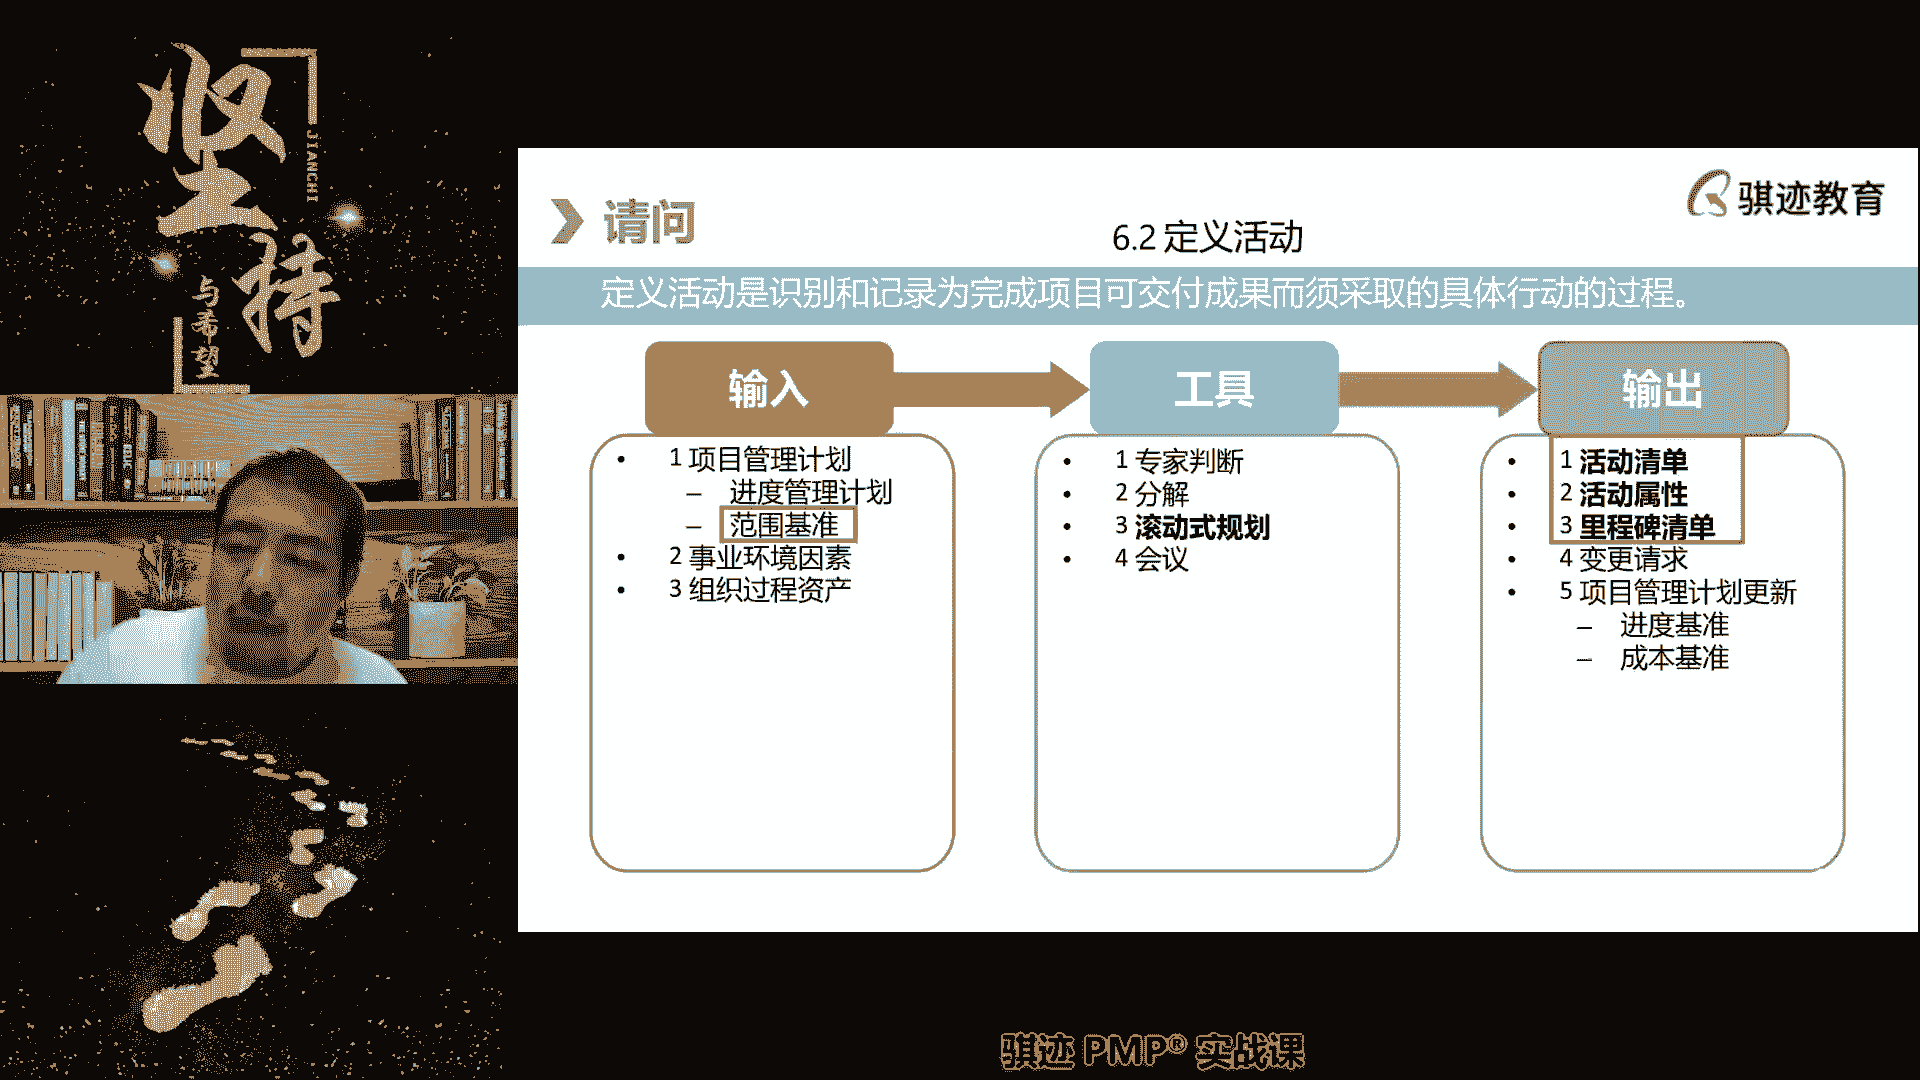 坚持
JIANCHI
与希望
请问
6.2 定义活动
骐迹教育
定义活动是识别和记录为完成项目可交付成果而须采取的具体行动的过程。
输入
• 1 项目管理计划
– 进度管理计划
– 范围基准
• 2 事业环境因素
• 3 组织过程资产
工具
• 1 专家判断
• 2 分解
• 3 滚动式规划
• 4 会议
输出
• 1 活动清单
• 2 活动属性
• 3 里程碑清单
• 4 变更请求
• 5 项目管理计划更新
– 进度基准
– 成本基准
骐迹 PMP® 实战课